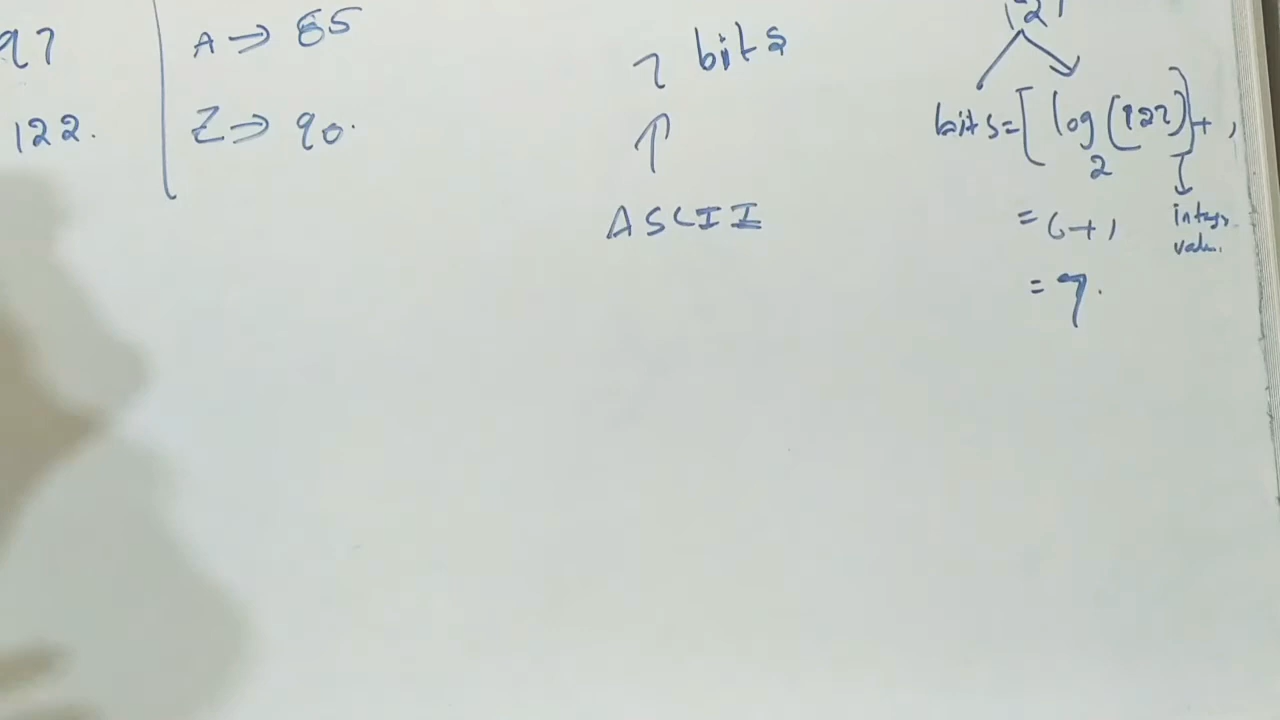 97
122.
A → 65
Z → 90.
7 bits
↑
ASCII
bits = [log₂(122)] + 1
integer value.
= 6+1
= 7.